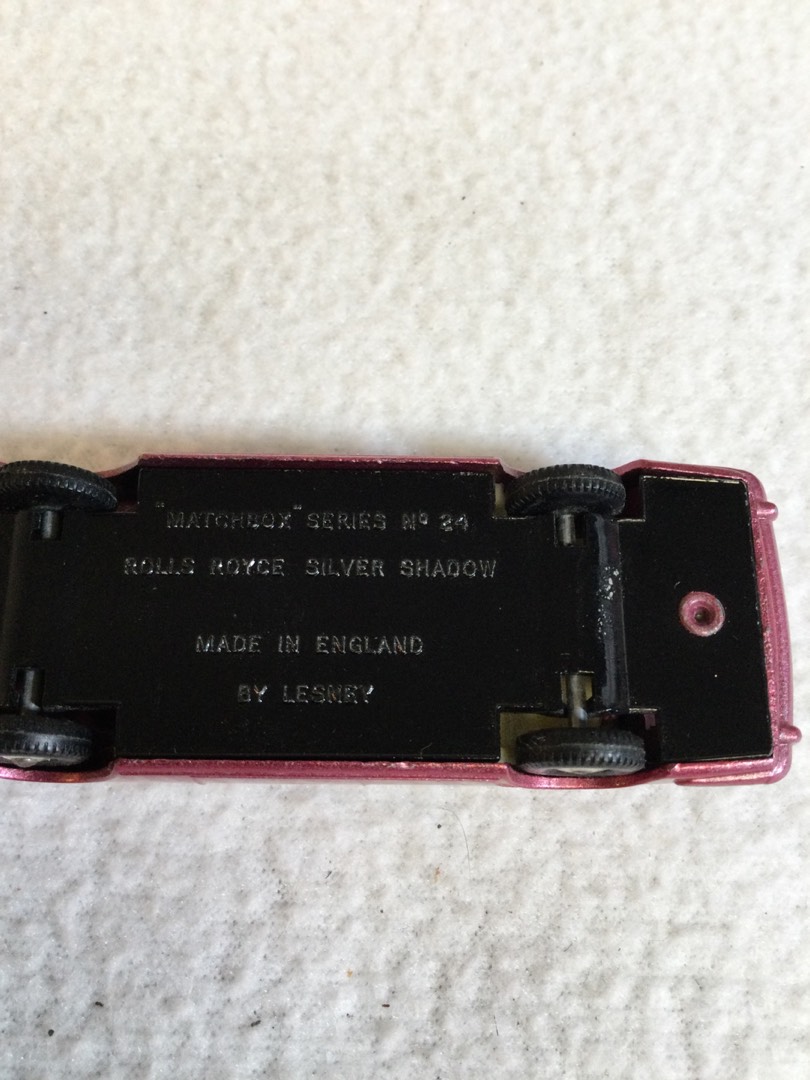 "MATCHBOX" SERIES Nº 24
ROLLS ROYCE SILVER SHADOW
MADE IN ENGLAND
BY LESNEY